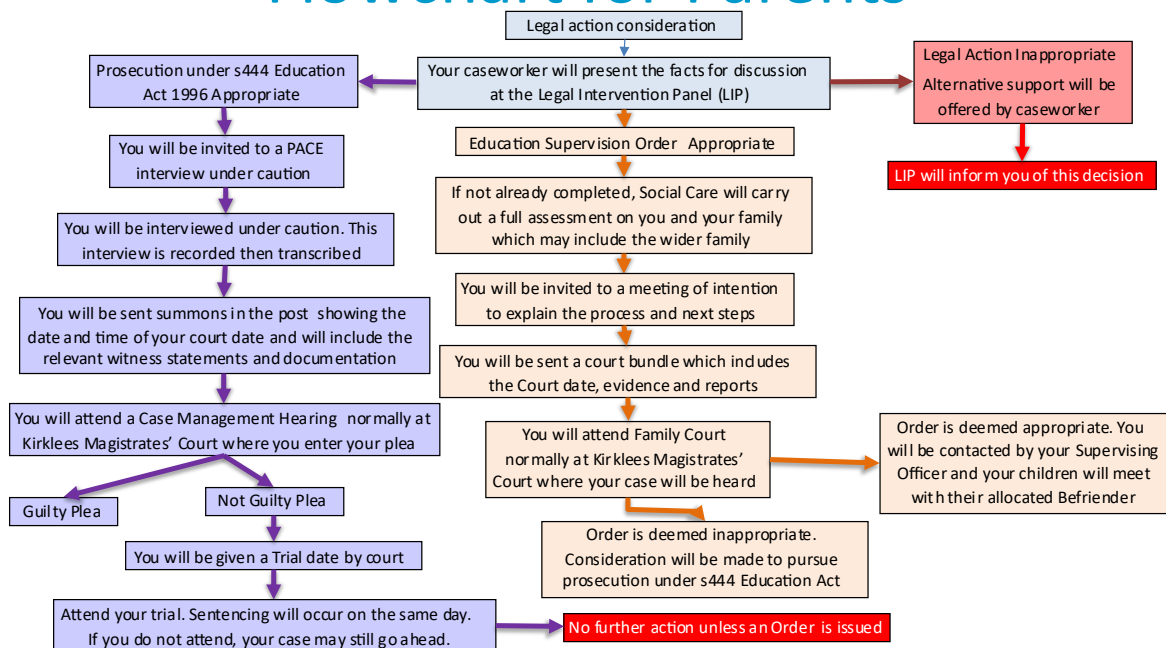 Flowchart for Parents
Legal action consideration
Your caseworker will present the facts for discussion
at the Legal Intervention Panel (LIP)
Prosecution under s444 Education
Act 1996 Appropriate
You will be invited to a PACE
interview under caution
You will be interviewed under caution. This
interview is recorded then transcribed
You will be sent summons in the post showing the
date and time of your court date and will include the
relevant witness statements and documentation
You will attend a Case Management Hearing normally at
Kirklees Magistrates' Court where you enter your plea
Guilty Plea
Not Guilty Plea
You will be given a Trial date by court
Attend your trial. Sentencing will occur on the same day.
If you do not attend, your case may still go ahead.
No further action unless an Order is issued
Education Supervision Order Appropriate
If not already completed, Social Care will carry
out a full assessment on you and your family
which may include the wider family
You will be invited to a meeting of intention
to explain the process and next steps
You will be sent a court bundle which includes
the Court date, evidence and reports
You will attend Family Court
normally at Kirklees Magistrates'
Court where your case will be heard
Order is deemed appropriate. You
will be contacted by your Supervising
Officer and your children will meet
with their allocated Befriender
Order is deemed inappropriate.
Consideration will be made to pursue
prosecution under s444 Education Act
Legal Action Inappropriate
Alternative support will be
offered by caseworker
LIP will inform you of this decision